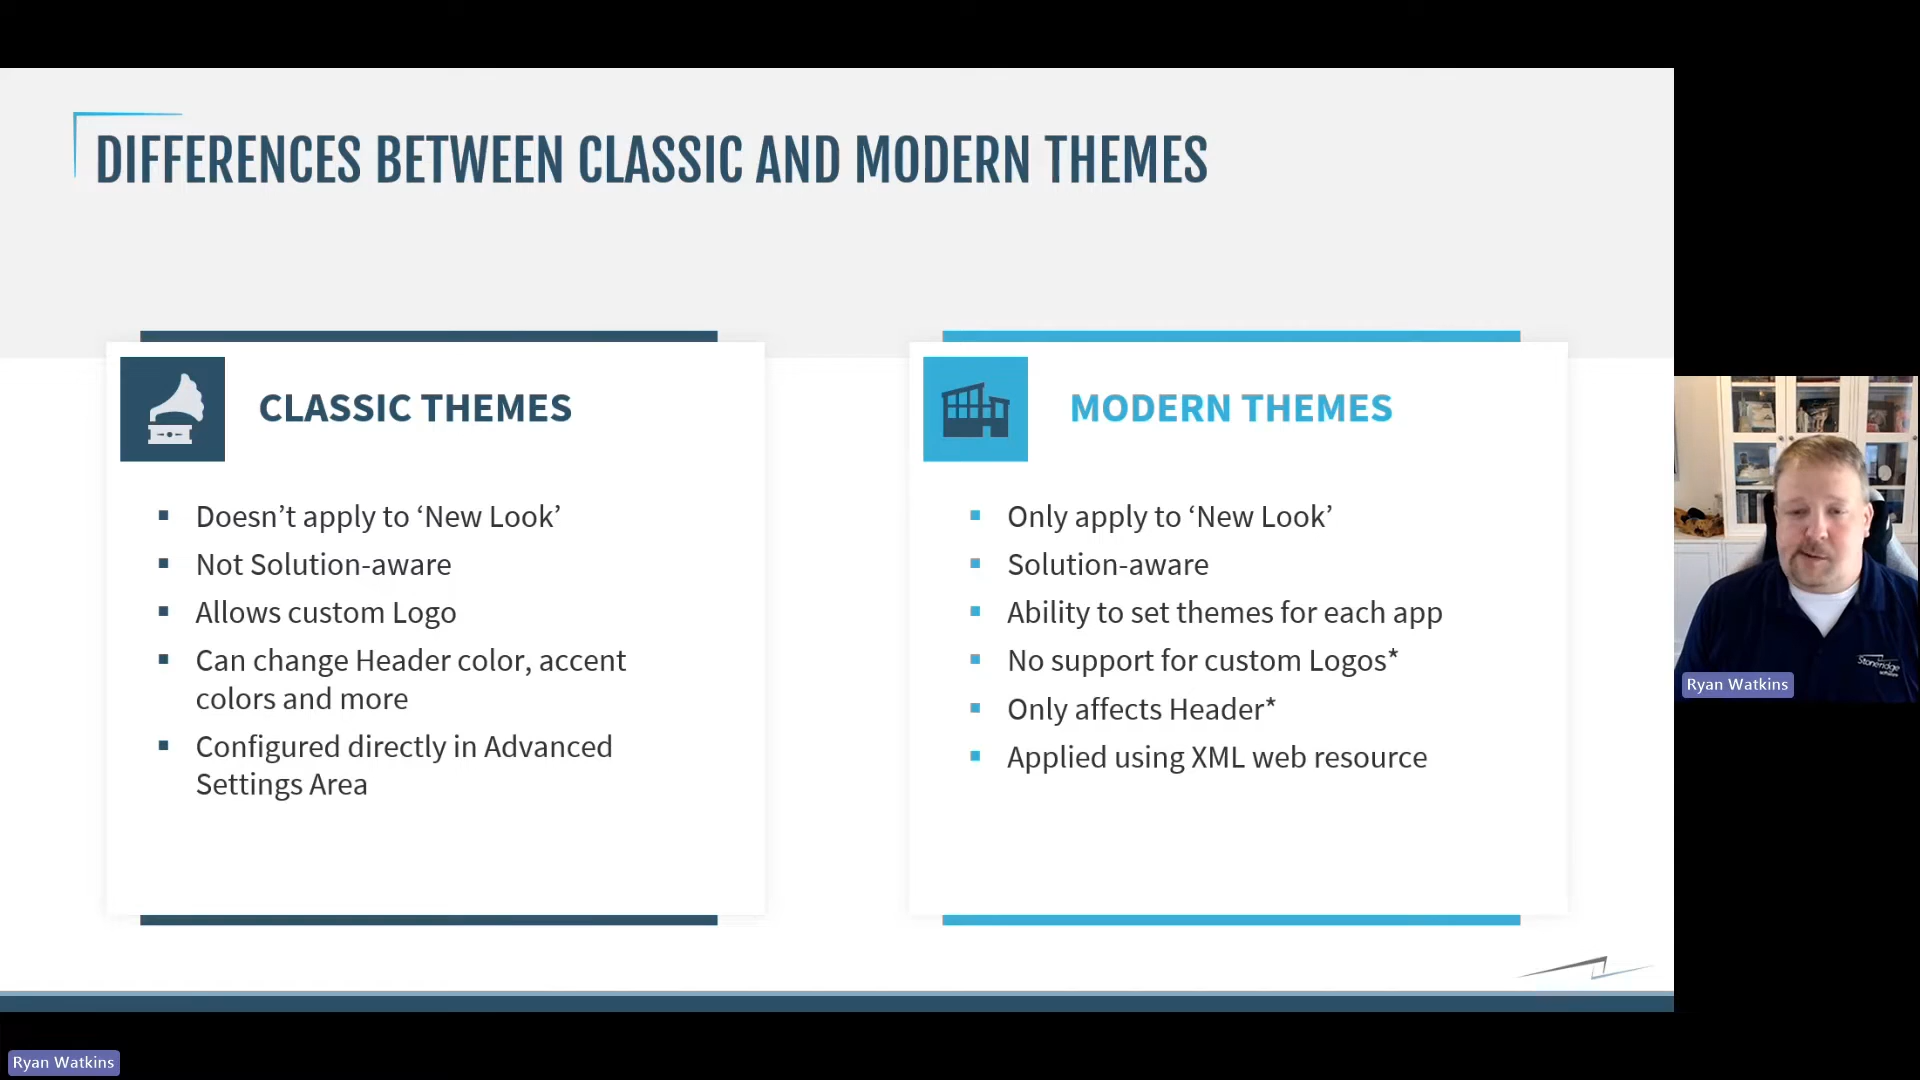 DIFFERENCES BETWEEN CLASSIC AND MODERN THEMES
CLASSIC THEMES
Doesn’t apply to ‘New Look’
Not Solution-aware
Allows custom Logo
Can change Header color, accent
colors and more
Configured directly in Advanced
Settings Area
MODERN THEMES
Only apply to ‘New Look’
Solution-aware
Ability to set themes for each app
No support for custom Logos*
Only affects Header*
Applied using XML web resource
Stoneridge
software
Ryan Watkins
Ryan Watkins